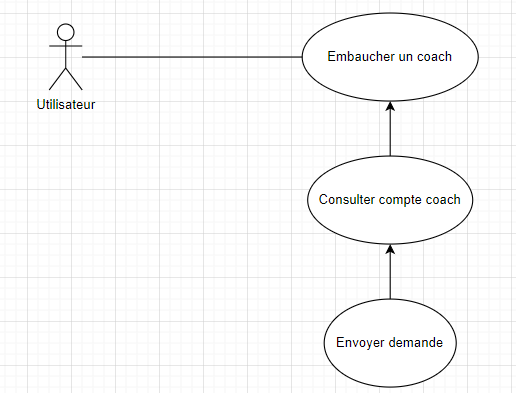 Embaucher un coach
Utilisateur
Consulter compte coach
Envoyer demande